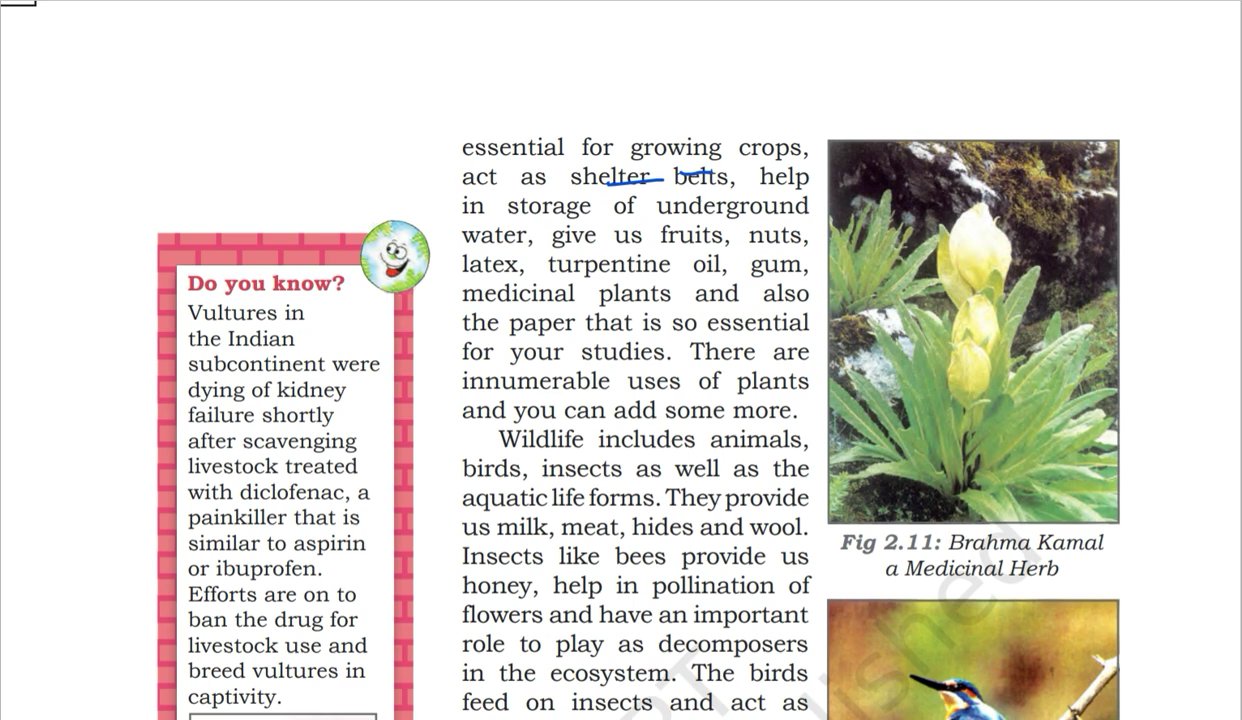 essential for growing crops,
act as shelter belts, help
in storage of underground
water, give us fruits, nuts,
latex, turpentine oil, gum,
medicinal plants and also
the paper that is so essential
for your studies. There are
innumerable uses of plants
and you can add some more.
Wildlife includes animals,
birds, insects as well as the
aquatic life forms. They provide
us milk, meat, hides and wool.
Insects like bees provide us
honey, help in pollination of
flowers and have an important
role to play as decomposers
in the ecosystem. The birds
feed on insects and act as
Do you know?
Vultures in
the Indian
subcontinent were
dying of kidney
failure shortly
after scavenging
livestock treated
with diclofenac, a
painkiller that is
similar to aspirin
or ibuprofen.
Efforts are on to
ban the drug for
livestock use and
breed vultures in
captivity.
Fig 2.11: Brahma Kamal
a Medicinal Herb